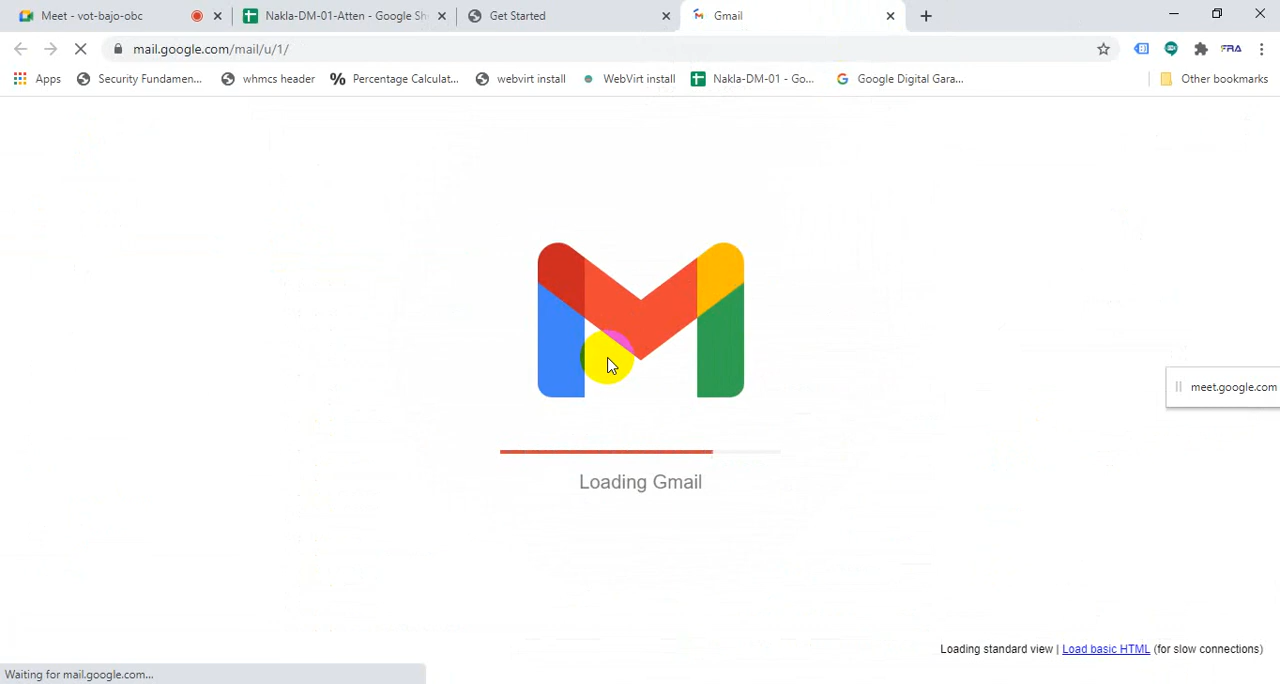 Meet - vot-bajo-obc
Nakla-DM-01-Atten - Google Sh
Get Started
Gmail
mail.google.com/mail/u/1/
FRA
Apps
Security Fundamen...
whmcs header
Percentage Calculat...
webvirt install
WebVirt install
Nakla-DM-01 - Go...
Google Digital Gara...
Other bookmarks
meet.google.com
Loading Gmail
Loading standard view | Load basic HTML (for slow connections)
Waiting for mail.google.com...